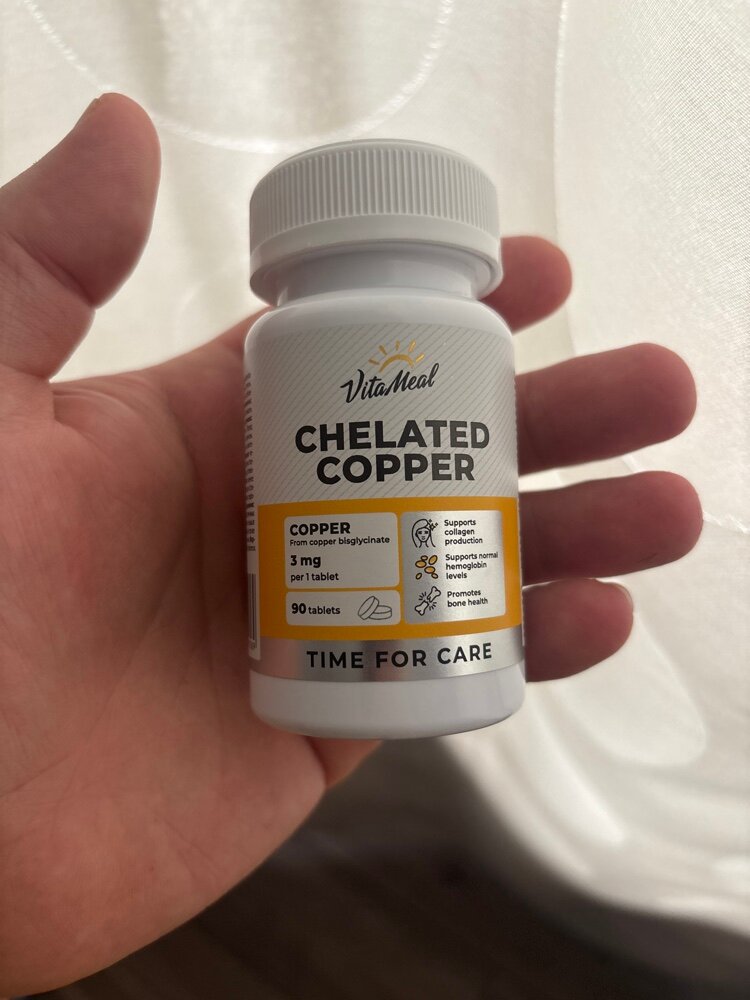 VitaMeal
CHELATED
COPPER
COPPER
From copper bisglycinate
3 mg
per 1 tablet
90 tablets
Supports
collagen
production
Supports normal
hemoglobin
levels
Promotes
bone health
TIME FOR CARE